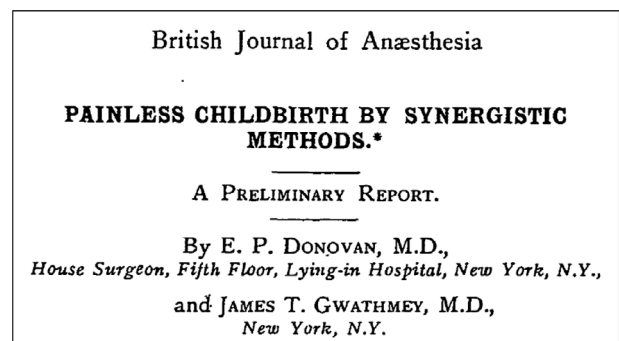 British Journal of Anæsthesia
PAINLESS CHILDBIRTH BY SYNERGISTIC
METHODS.*
A PRELIMINARY REPORT.
By E. P. DONOVAN, M.D.,
House Surgeon, Fifth Floor, Lying-in Hospital, New York, N.Y.,
and JAMES T. GWATHMEY, M.D.,
New York, N.Y.